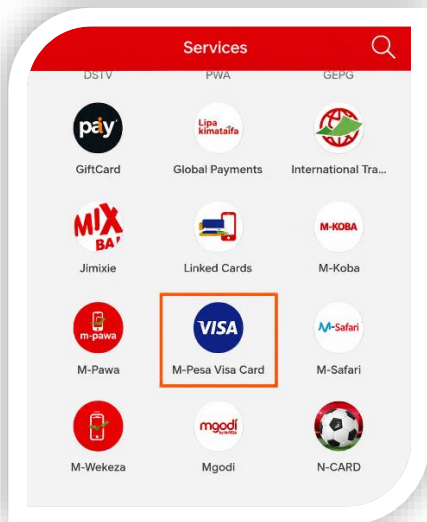 Services
DSTV PWA GEPG
pay Lipa kimataifa
GiftCard Global Payments International Tra...
MIX BA' M-KOBA
Jimixie Linked Cards M-Koba
m-pawa VISA M-Safari
M-Pawa M-Pesa Visa Card M-Safari
mgodi
M-Wekeza Mgodi N-CARD